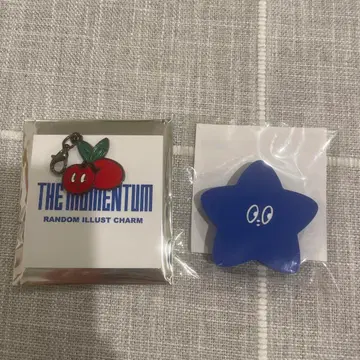 THE MOMENTUM
RANDOM ILLUST CHARM